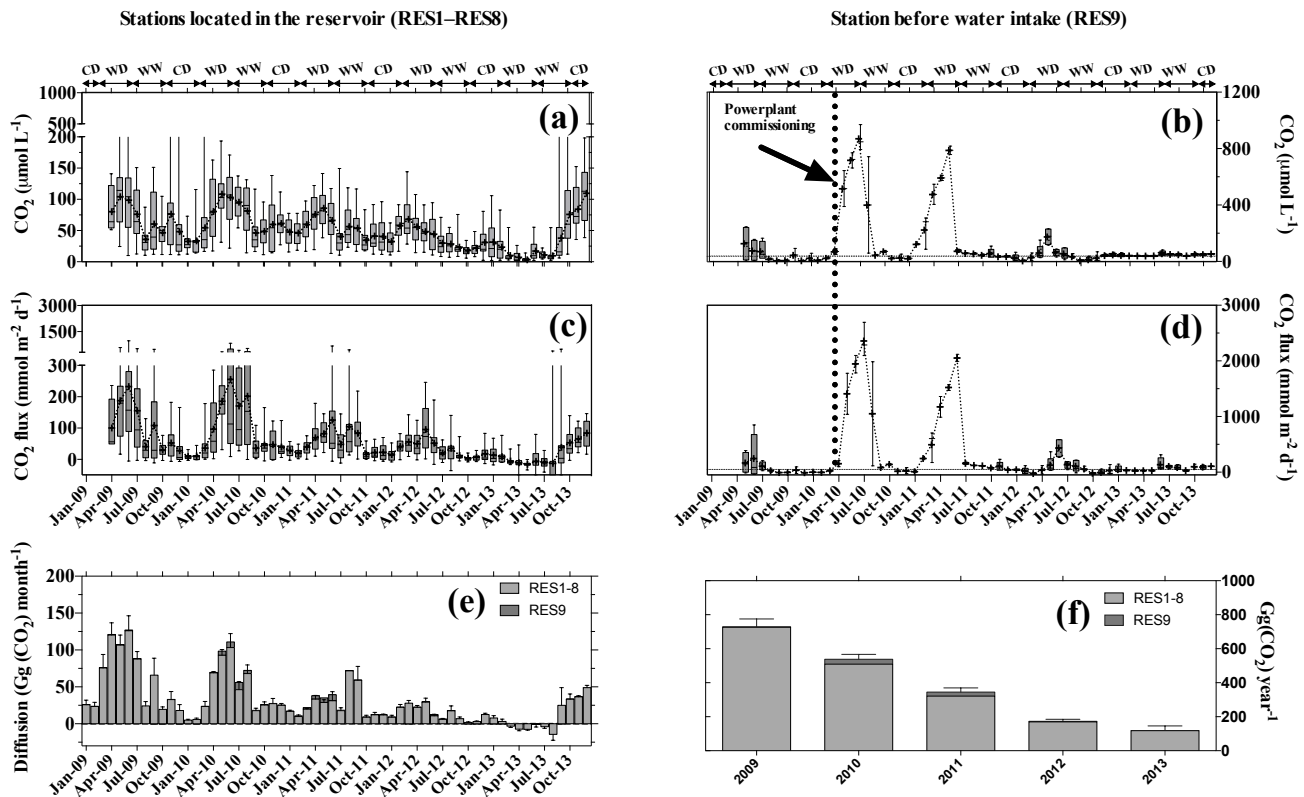 Stations located in the reservoir (RES1–RES8)
Station before water intake (RES9)
CD WD WW CD WD WW CD WD WW CD WD WW CD WD WW CD
CD WD WW CD WD WW CD WD WW CD WD WW CD WD WW CD
(a)
CO2 (µmol L-1)
1000
500
200
150
100
50
0
(b)
Powerplant
commissioning
CO2 (µmol L-1)
1200
800
400
0
(c)
CO2 flux (mmol m-2 d-1)
3000
1500
300
200
100
0
Jan-09 Apr-09 Jul-09 Oct-09 Jan-10 Apr-10 Jul-10 Oct-10 Jan-11 Apr-11 Jul-11 Oct-11 Jan-12 Apr-12 Jul-12 Oct-12 Jan-13 Apr-13 Jul-13 Oct-13
(d)
CO2 flux (mmol m-2 d-1)
3000
2000
1000
0
Jan-09 Apr-09 Jul-09 Oct-09 Jan-10 Apr-10 Jul-10 Oct-10 Jan-11 Apr-11 Jul-11 Oct-11 Jan-12 Apr-12 Jul-12 Oct-12 Jan-13 Apr-13 Jul-13 Oct-13
(e)
RES1-8
RES9
Diffusion (Gg (CO2) month-1)
200
150
100
50
0
Jan-09 Apr-09 Jul-09 Oct-09 Jan-10 Apr-10 Jul-10 Oct-10 Jan-11 Apr-11 Jul-11 Oct-11 Jan-12 Apr-12 Jul-12 Oct-12 Jan-13 Apr-13 Jul-13 Oct-13
(f)
RES1-8
RES9
Gg(CO2) year-1
1000
800
600
400
200
0
2009 2010 2011 2012 2013